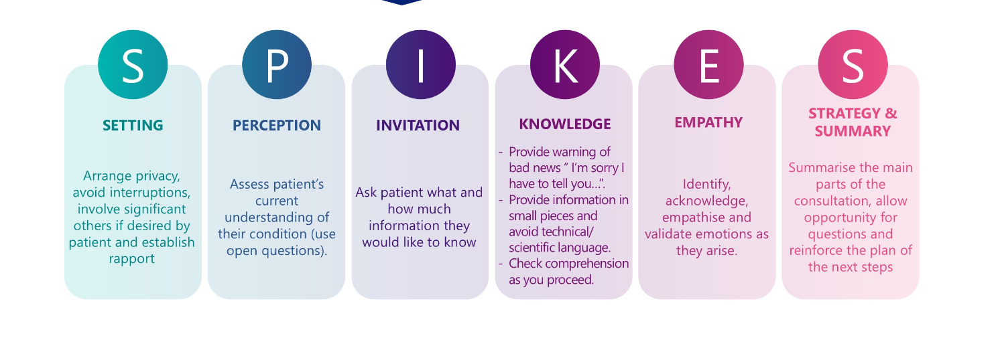 S
SETTING
Arrange privacy,
avoid interruptions,
involve significant
others if desired by
patient and establish
rapport
P
PERCEPTION
Assess patient's
current
understanding of
their condition (use
open questions).
I
INVITATION
Ask patient what and
how much
information they
would like to know
K
KNOWLEDGE
- Provide warning of
bad news “ I'm sorry I
have to tell you...”.
- Provide information in
small pieces and
avoid technical/
scientific language.
- Check comprehension
as you proceed.
E
EMPATHY
Identify,
acknowledge,
empathise and
validate emotions as
they arise.
S
STRATEGY &
SUMMARY
Summarise the main
parts of the
consultation, allow
opportunity for
questions and
reinforce the plan of
the next steps